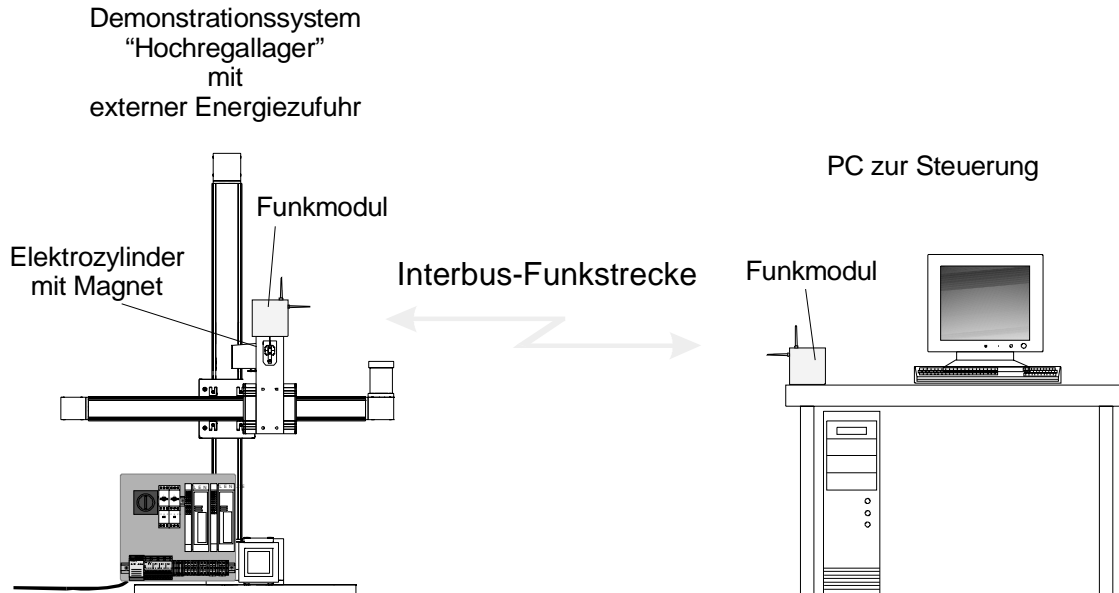 Demonstrationssystem
“Hochregallager”
mit
externer Energiezufuhr
PC zur Steuerung
Funkmodul
Elektrozylinder
mit Magnet
Interbus-Funkstrecke
Funkmodul